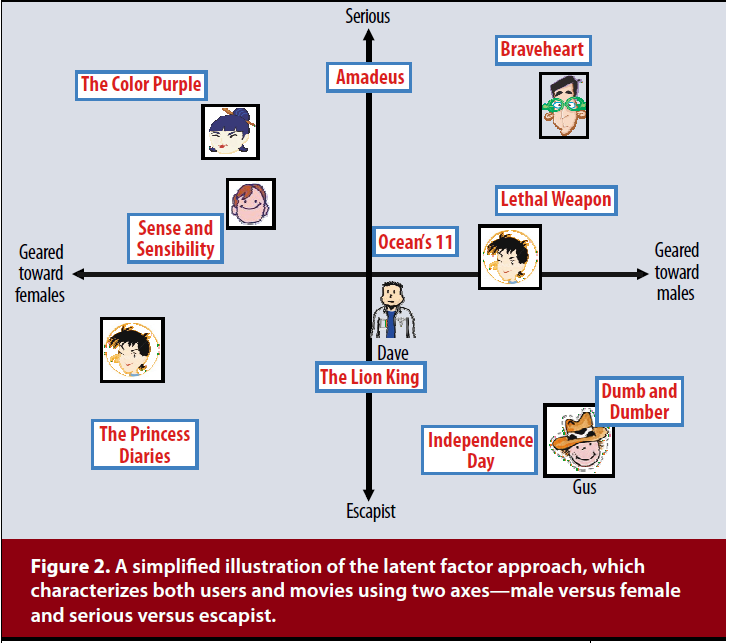 Serious
Braveheart
Amadeus
The Color Purple
Lethal Weapon
Sense and
Sensibility
Ocean's 11
Geared
toward
females
Geared
toward
males
Dave
The Lion King
Dumb and
Dumber
The Princess
Diaries
Independence
Day
Gus
Escapist
Figure 2. A simplified illustration of the latent factor approach, which
characterizes both users and movies using two axes—male versus female
and serious versus escapist.